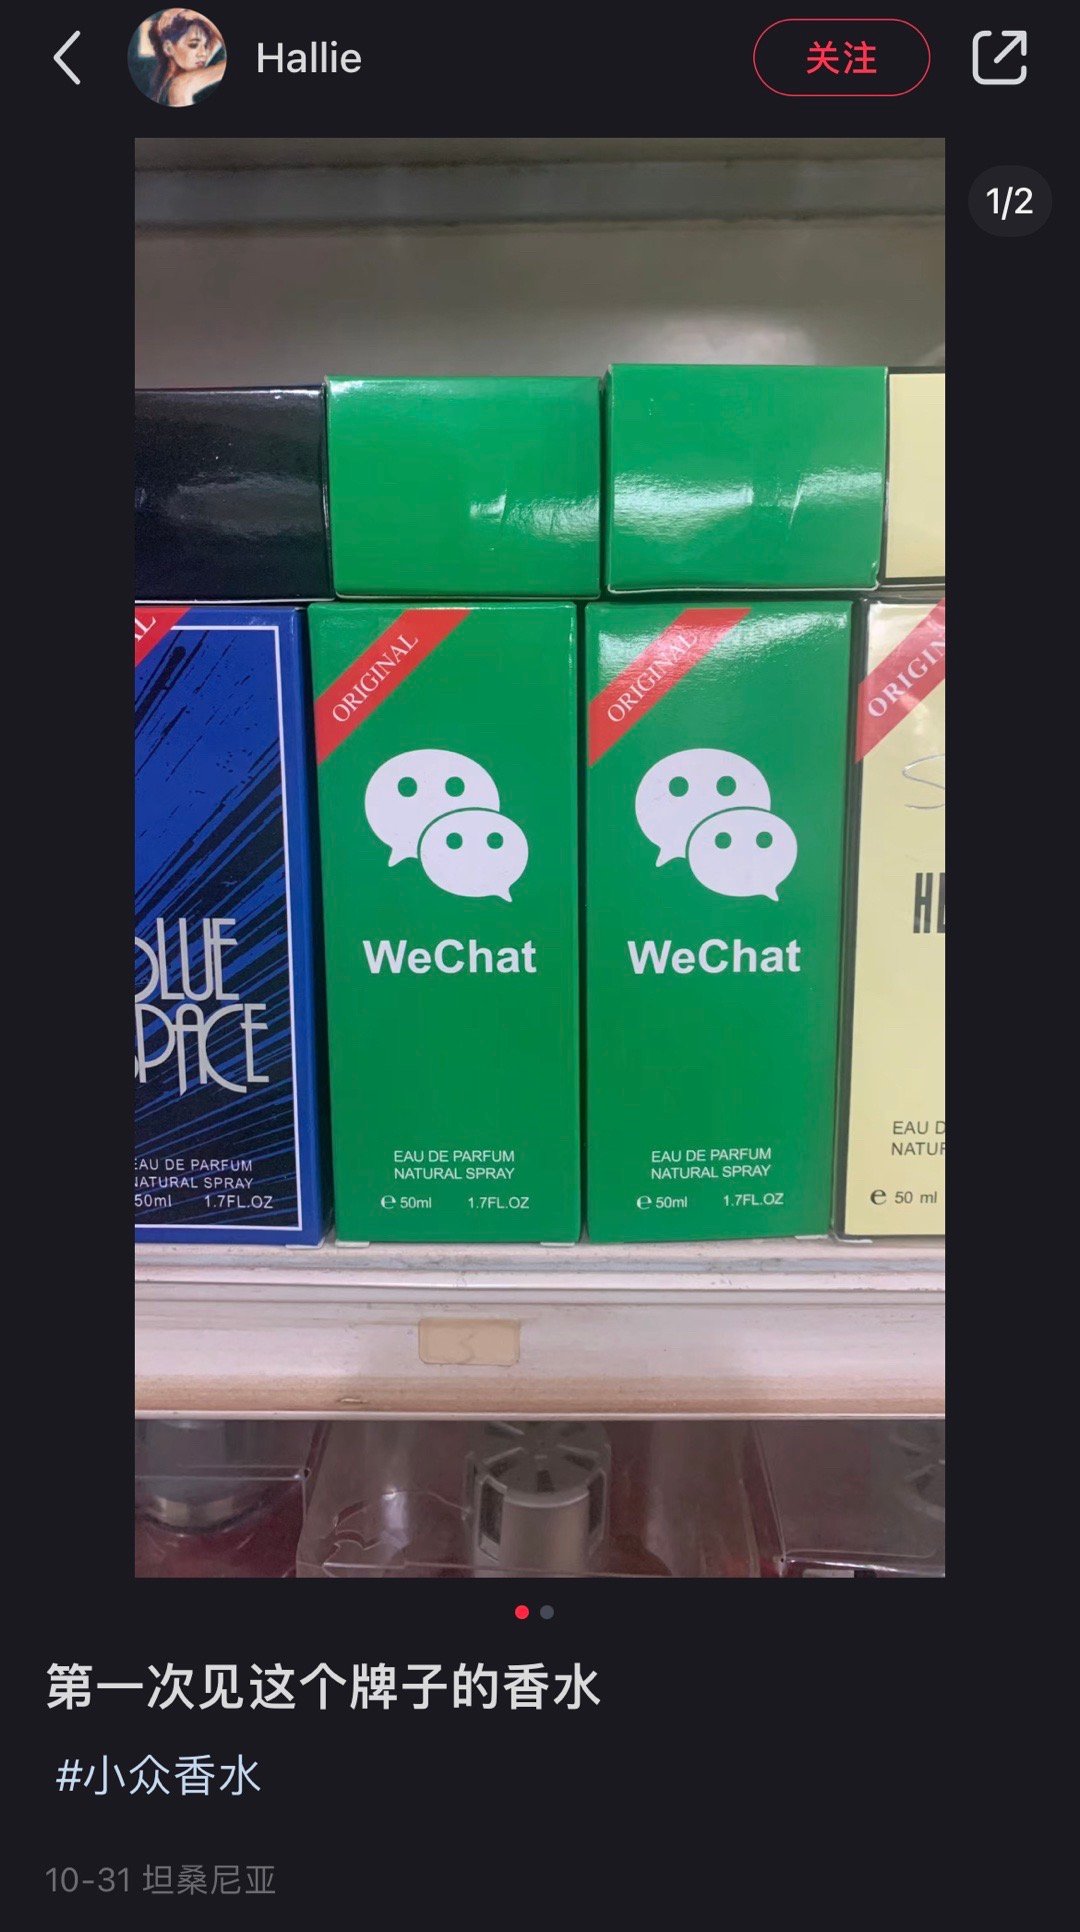 Hallie
关注
1/2
ORIGINAL
ORIGINAL
WeChat
WeChat
SPACE
EAU DE PARFUM
NATURAL SPRAY
50ml 1.7FL.OZ
EAU DE PARFUM
NATURAL SPRAY
e 50ml 1.7FL.OZ
EAU DE PARFUM
NATURAL SPRAY
e 50ml 1.7FL.OZ
e 50 ml
第一次见这个牌子的香水
#小众香水
10-31 坦桑尼亚